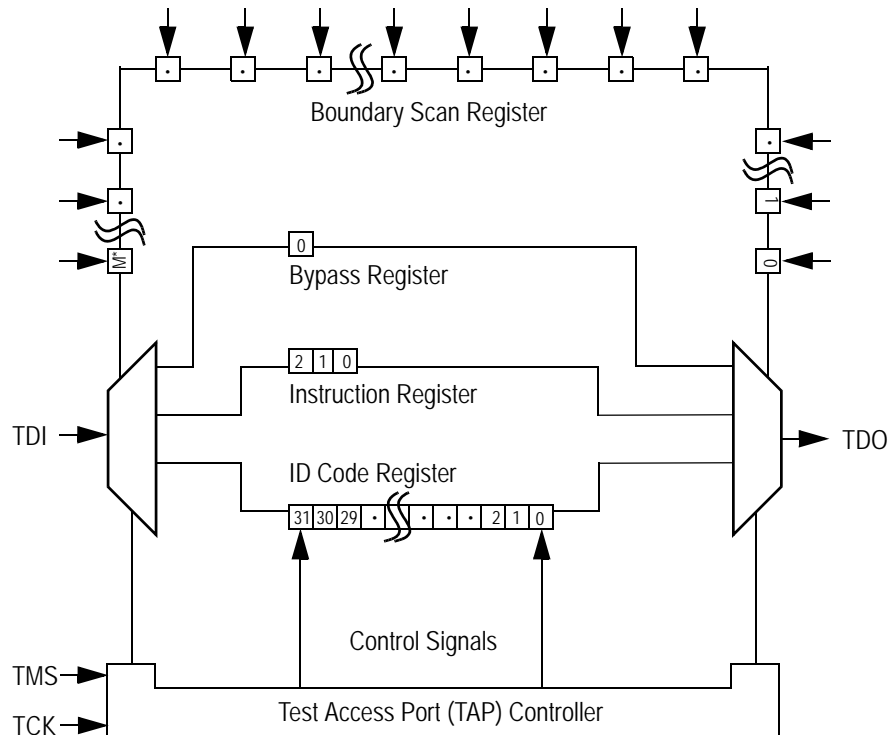 Boundary Scan Register
1
M*
0
0
Bypass Register
2 1 0
Instruction Register
TDI
TDO
ID Code Register
31 30 29 · · · · 2 1 0
Control Signals
TMS
Test Access Port (TAP) Controller
TCK